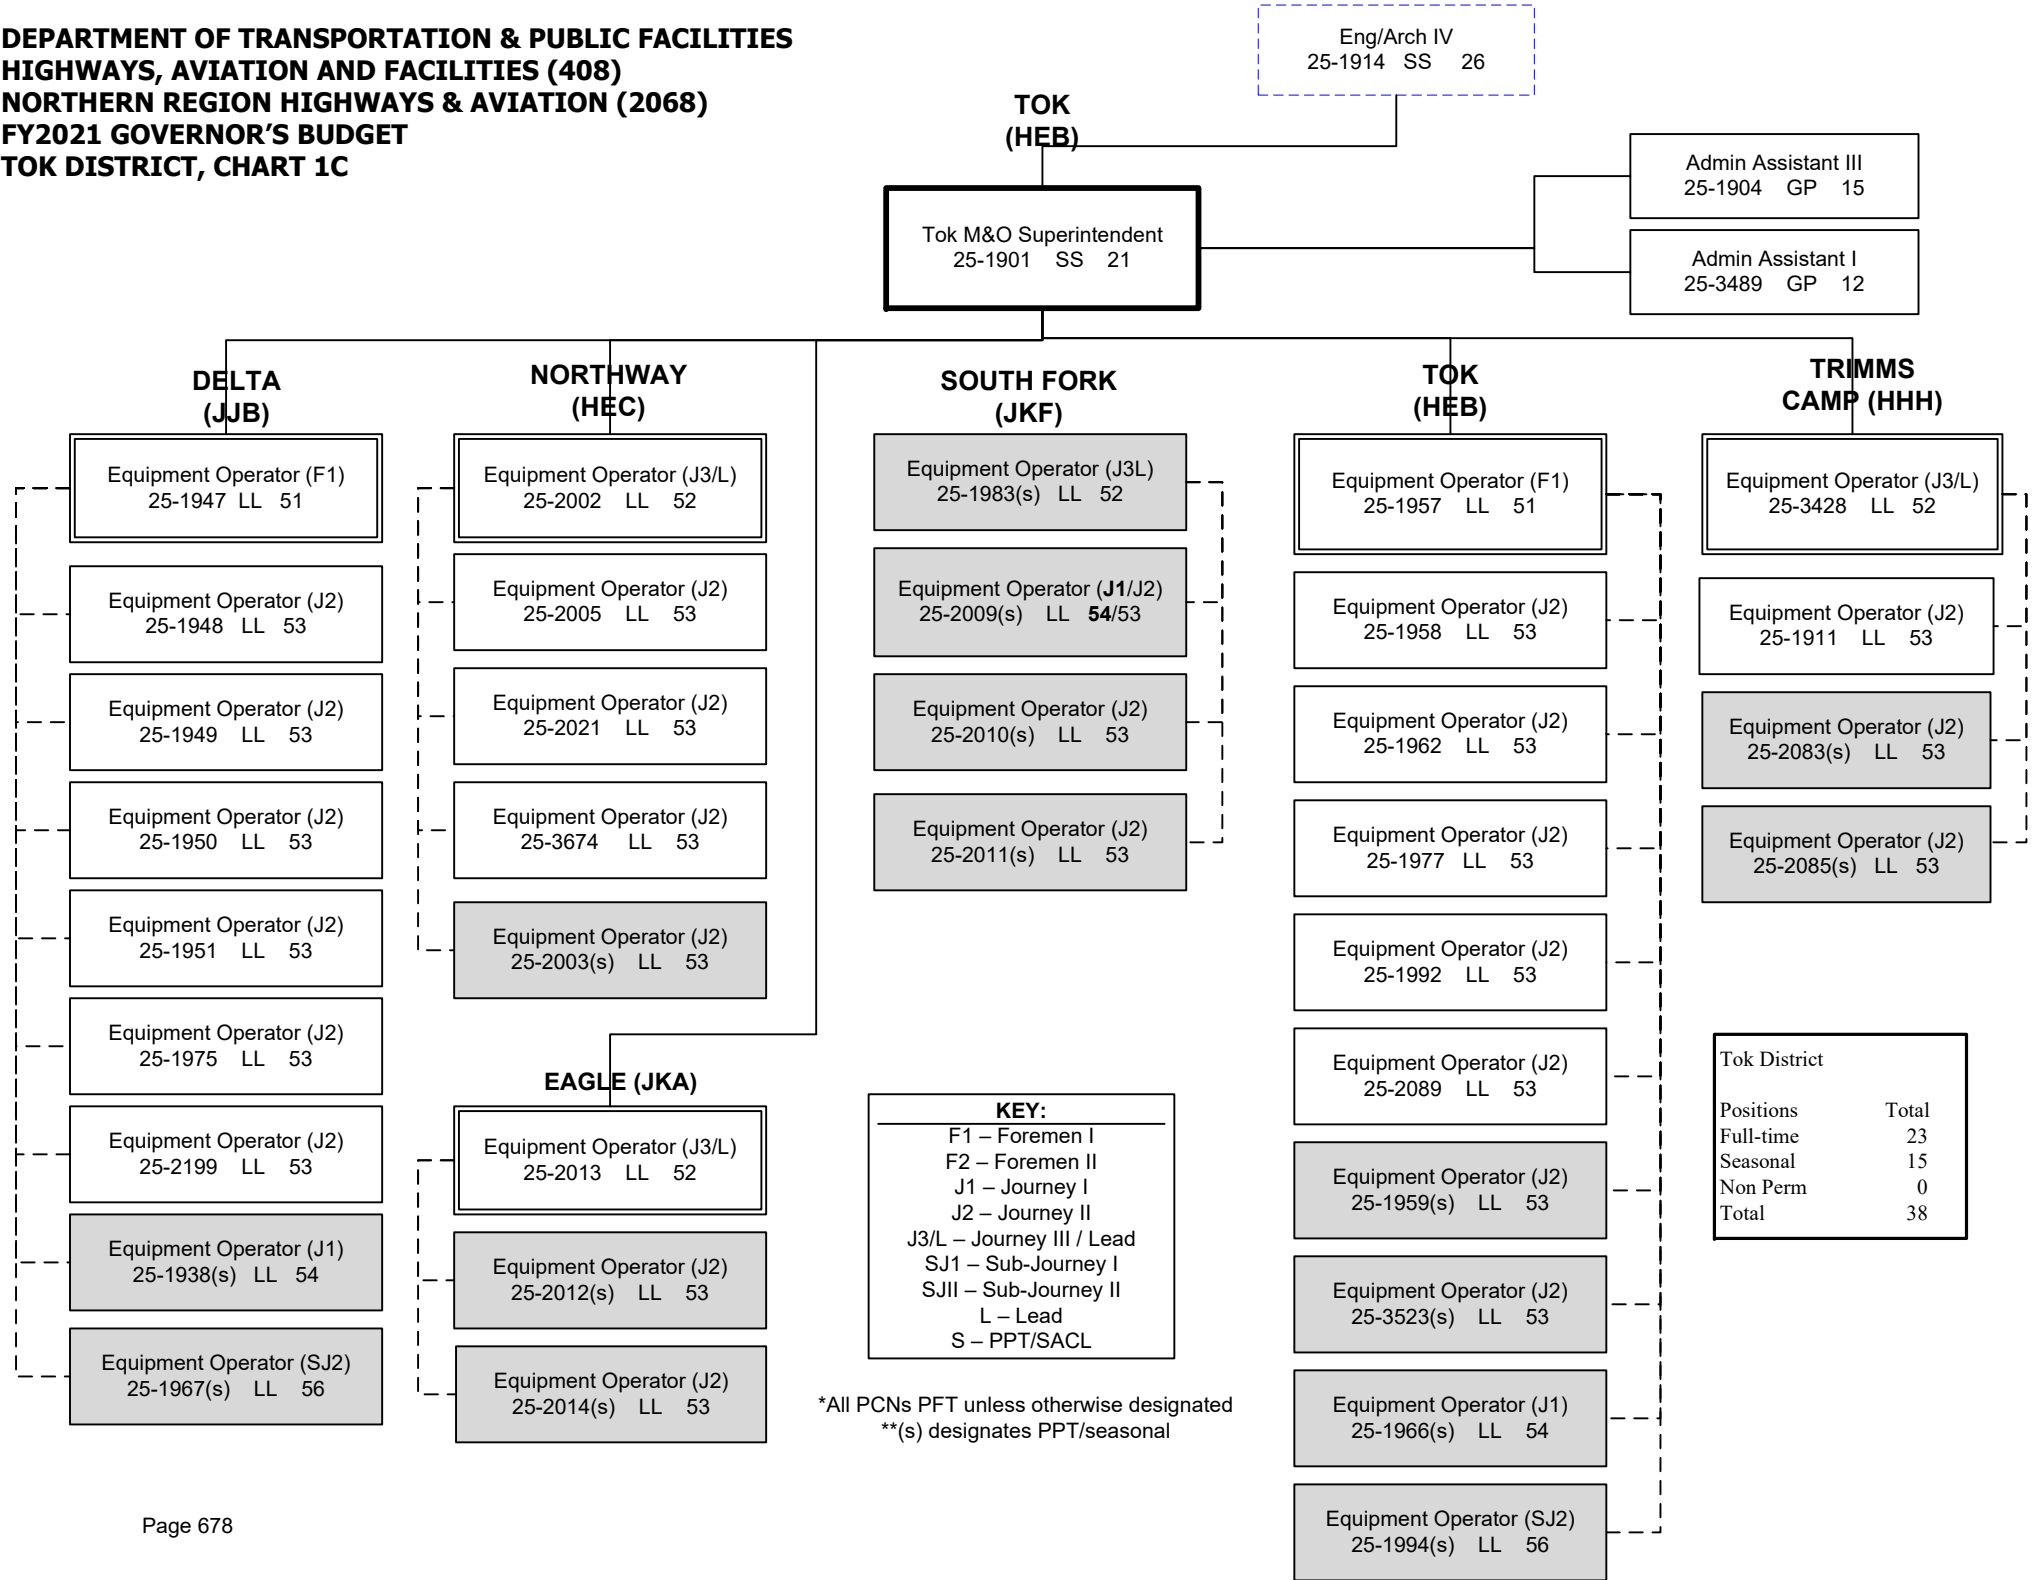 DEPARTMENT OF TRANSPORTATION & PUBLIC FACILITIES
HIGHWAYS, AVIATION AND FACILITIES (408)
NORTHERN REGION HIGHWAYS & AVIATION (2068)
FY2021 GOVERNOR’S BUDGET
TOK DISTRICT, CHART 1C
Eng/Arch IV
25-1914 SS 26
TOK
(HEB)
Tok M&O Superintendent
25-1901 SS 21
Admin Assistant III
25-1904 GP 15
Admin Assistant I
25-3489 GP 12
DELTA
(JJB)
Equipment Operator (F1)
25-1947 LL 51
Equipment Operator (J2)
25-1948 LL 53
Equipment Operator (J2)
25-1949 LL 53
Equipment Operator (J2)
25-1950 LL 53
Equipment Operator (J2)
25-1951 LL 53
Equipment Operator (J2)
25-1975 LL 53
Equipment Operator (J2)
25-2199 LL 53
Equipment Operator (J1)
25-1938(s) LL 54
Equipment Operator (SJ2)
25-1967(s) LL 56
NORTHWAY
(HEC)
Equipment Operator (J3/L)
25-2002 LL 52
Equipment Operator (J2)
25-2005 LL 53
Equipment Operator (J2)
25-2021 LL 53
Equipment Operator (J2)
25-3674 LL 53
Equipment Operator (J2)
25-2003(s) LL 53
EAGLE (JKA)
Equipment Operator (J3/L)
25-2013 LL 52
Equipment Operator (J2)
25-2012(s) LL 53
Equipment Operator (J2)
25-2014(s) LL 53
SOUTH FORK
(JKF)
Equipment Operator (J3L)
25-1983(s) LL 52
Equipment Operator (J1/J2)
25-2009(s) LL 54/53
Equipment Operator (J2)
25-2010(s) LL 53
Equipment Operator (J2)
25-2011(s) LL 53
KEY:
F1 – Foremen I
F2 – Foremen II
J1 – Journey I
J2 – Journey II
J3/L – Journey III / Lead
SJ1 – Sub-Journey I
SJII – Sub-Journey II
L – Lead
S – PPT/SACL
*All PCNs PFT unless otherwise designated
**(s) designates PPT/seasonal
TOK
(HEB)
Equipment Operator (F1)
25-1957 LL 51
Equipment Operator (J2)
25-1958 LL 53
Equipment Operator (J2)
25-1962 LL 53
Equipment Operator (J2)
25-1977 LL 53
Equipment Operator (J2)
25-1992 LL 53
Equipment Operator (J2)
25-2089 LL 53
Equipment Operator (J2)
25-1959(s) LL 53
Equipment Operator (J2)
25-3523(s) LL 53
Equipment Operator (J1)
25-1966(s) LL 54
Equipment Operator (SJ2)
25-1994(s) LL 56
TRIMMS
CAMP (HHH)
Equipment Operator (J3/L)
25-3428 LL 52
Equipment Operator (J2)
25-1911 LL 53
Equipment Operator (J2)
25-2083(s) LL 53
Equipment Operator (J2)
25-2085(s) LL 53
Tok District
Positions Total
Full-time 23
Seasonal 15
Non Perm 0
Total 38
Page 678